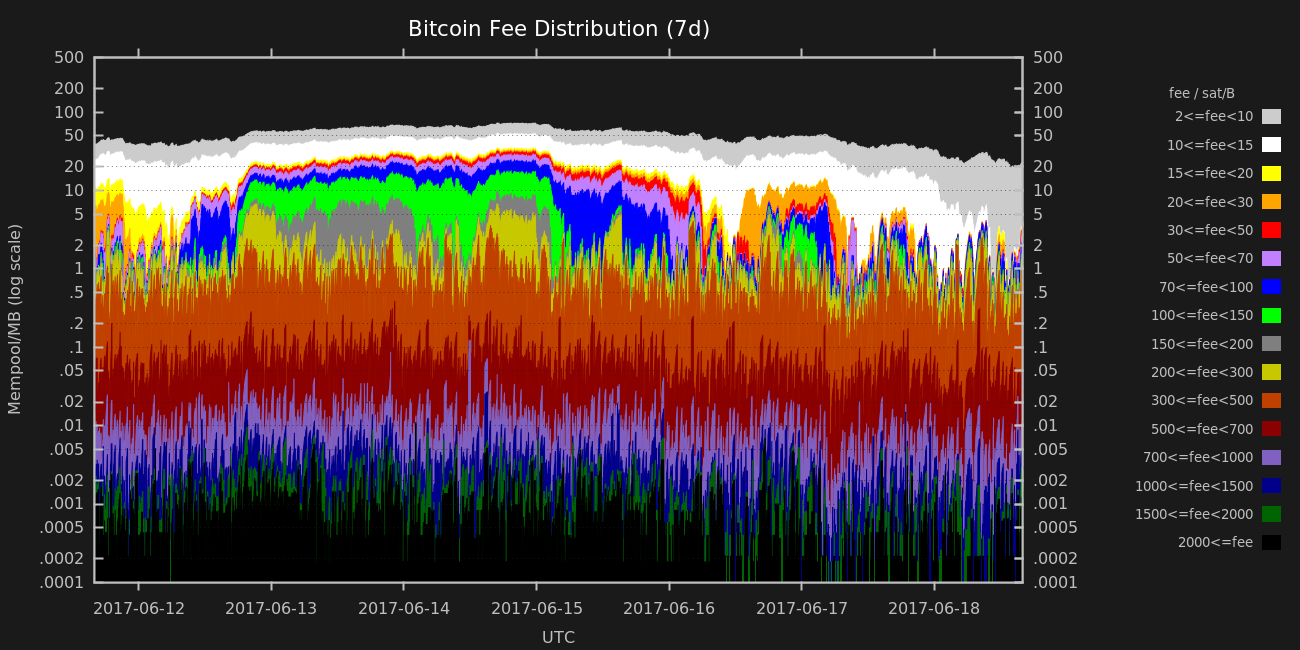 Bitcoin Fee Distribution (7d)
500
200
100
50
20
10
5
2
1
.5
.2
.1
.05
.02
.01
.005
.002
.001
.0005
.0002
.0001
Mempool/MB (log scale)
500
200
100
50
20
10
5
2
1
.5
.2
.1
.05
.02
.01
.005
.002
.001
.0005
.0002
.0001
2017-06-12 2017-06-13 2017-06-14 2017-06-15 2017-06-16 2017-06-17 2017-06-18
UTC
fee / sat/B
2<=fee<10
10<=fee<15
15<=fee<20
20<=fee<30
30<=fee<50
50<=fee<70
70<=fee<100
100<=fee<150
150<=fee<200
200<=fee<300
300<=fee<500
500<=fee<700
700<=fee<1000
1000<=fee<1500
1500<=fee<2000
2000<=fee